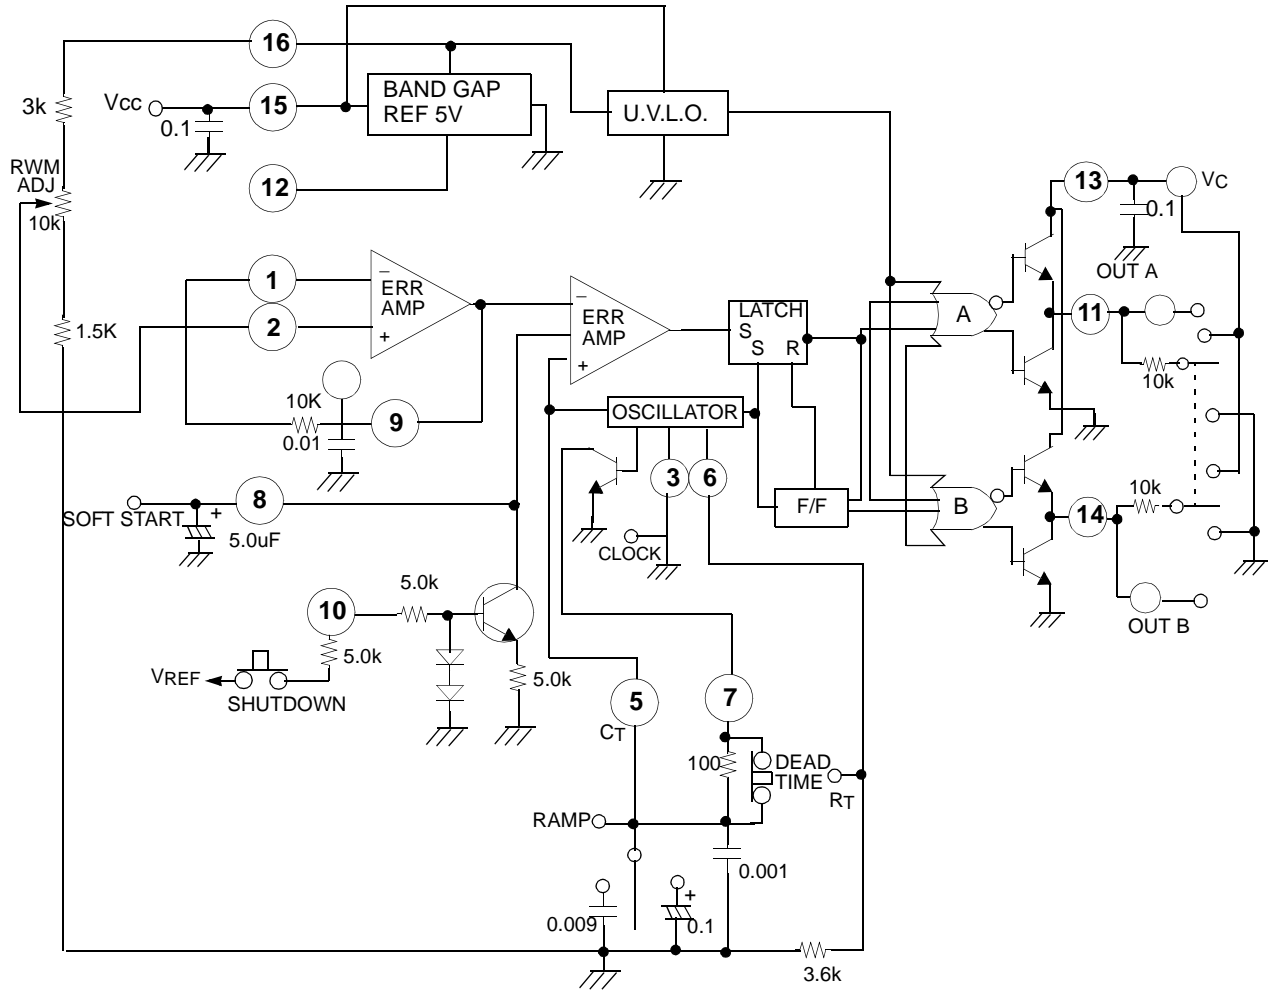 16
BAND GAP
REF 5V
3k
Vcc
15
0.1
U.V.L.O.
RWM
ADJ
10k
12
13
VC
0.1
OUT A
1
−
ERR
AMP
+
2
−
ERR
AMP
+
LATCH
S
S R
A
11
1.5K
10k
10K
9
0.01
OSCILLATOR
3
6
8
SOFT START
+
5.0uF
F/F
B
10k
14
CLOCK
5.0k
10
5.0k
VREF
SHUTDOWN
5.0k
OUT B
5
CT
7
100
DEAD
TIME
RT
RAMP
0.001
0.009
+
0.1
3.6k